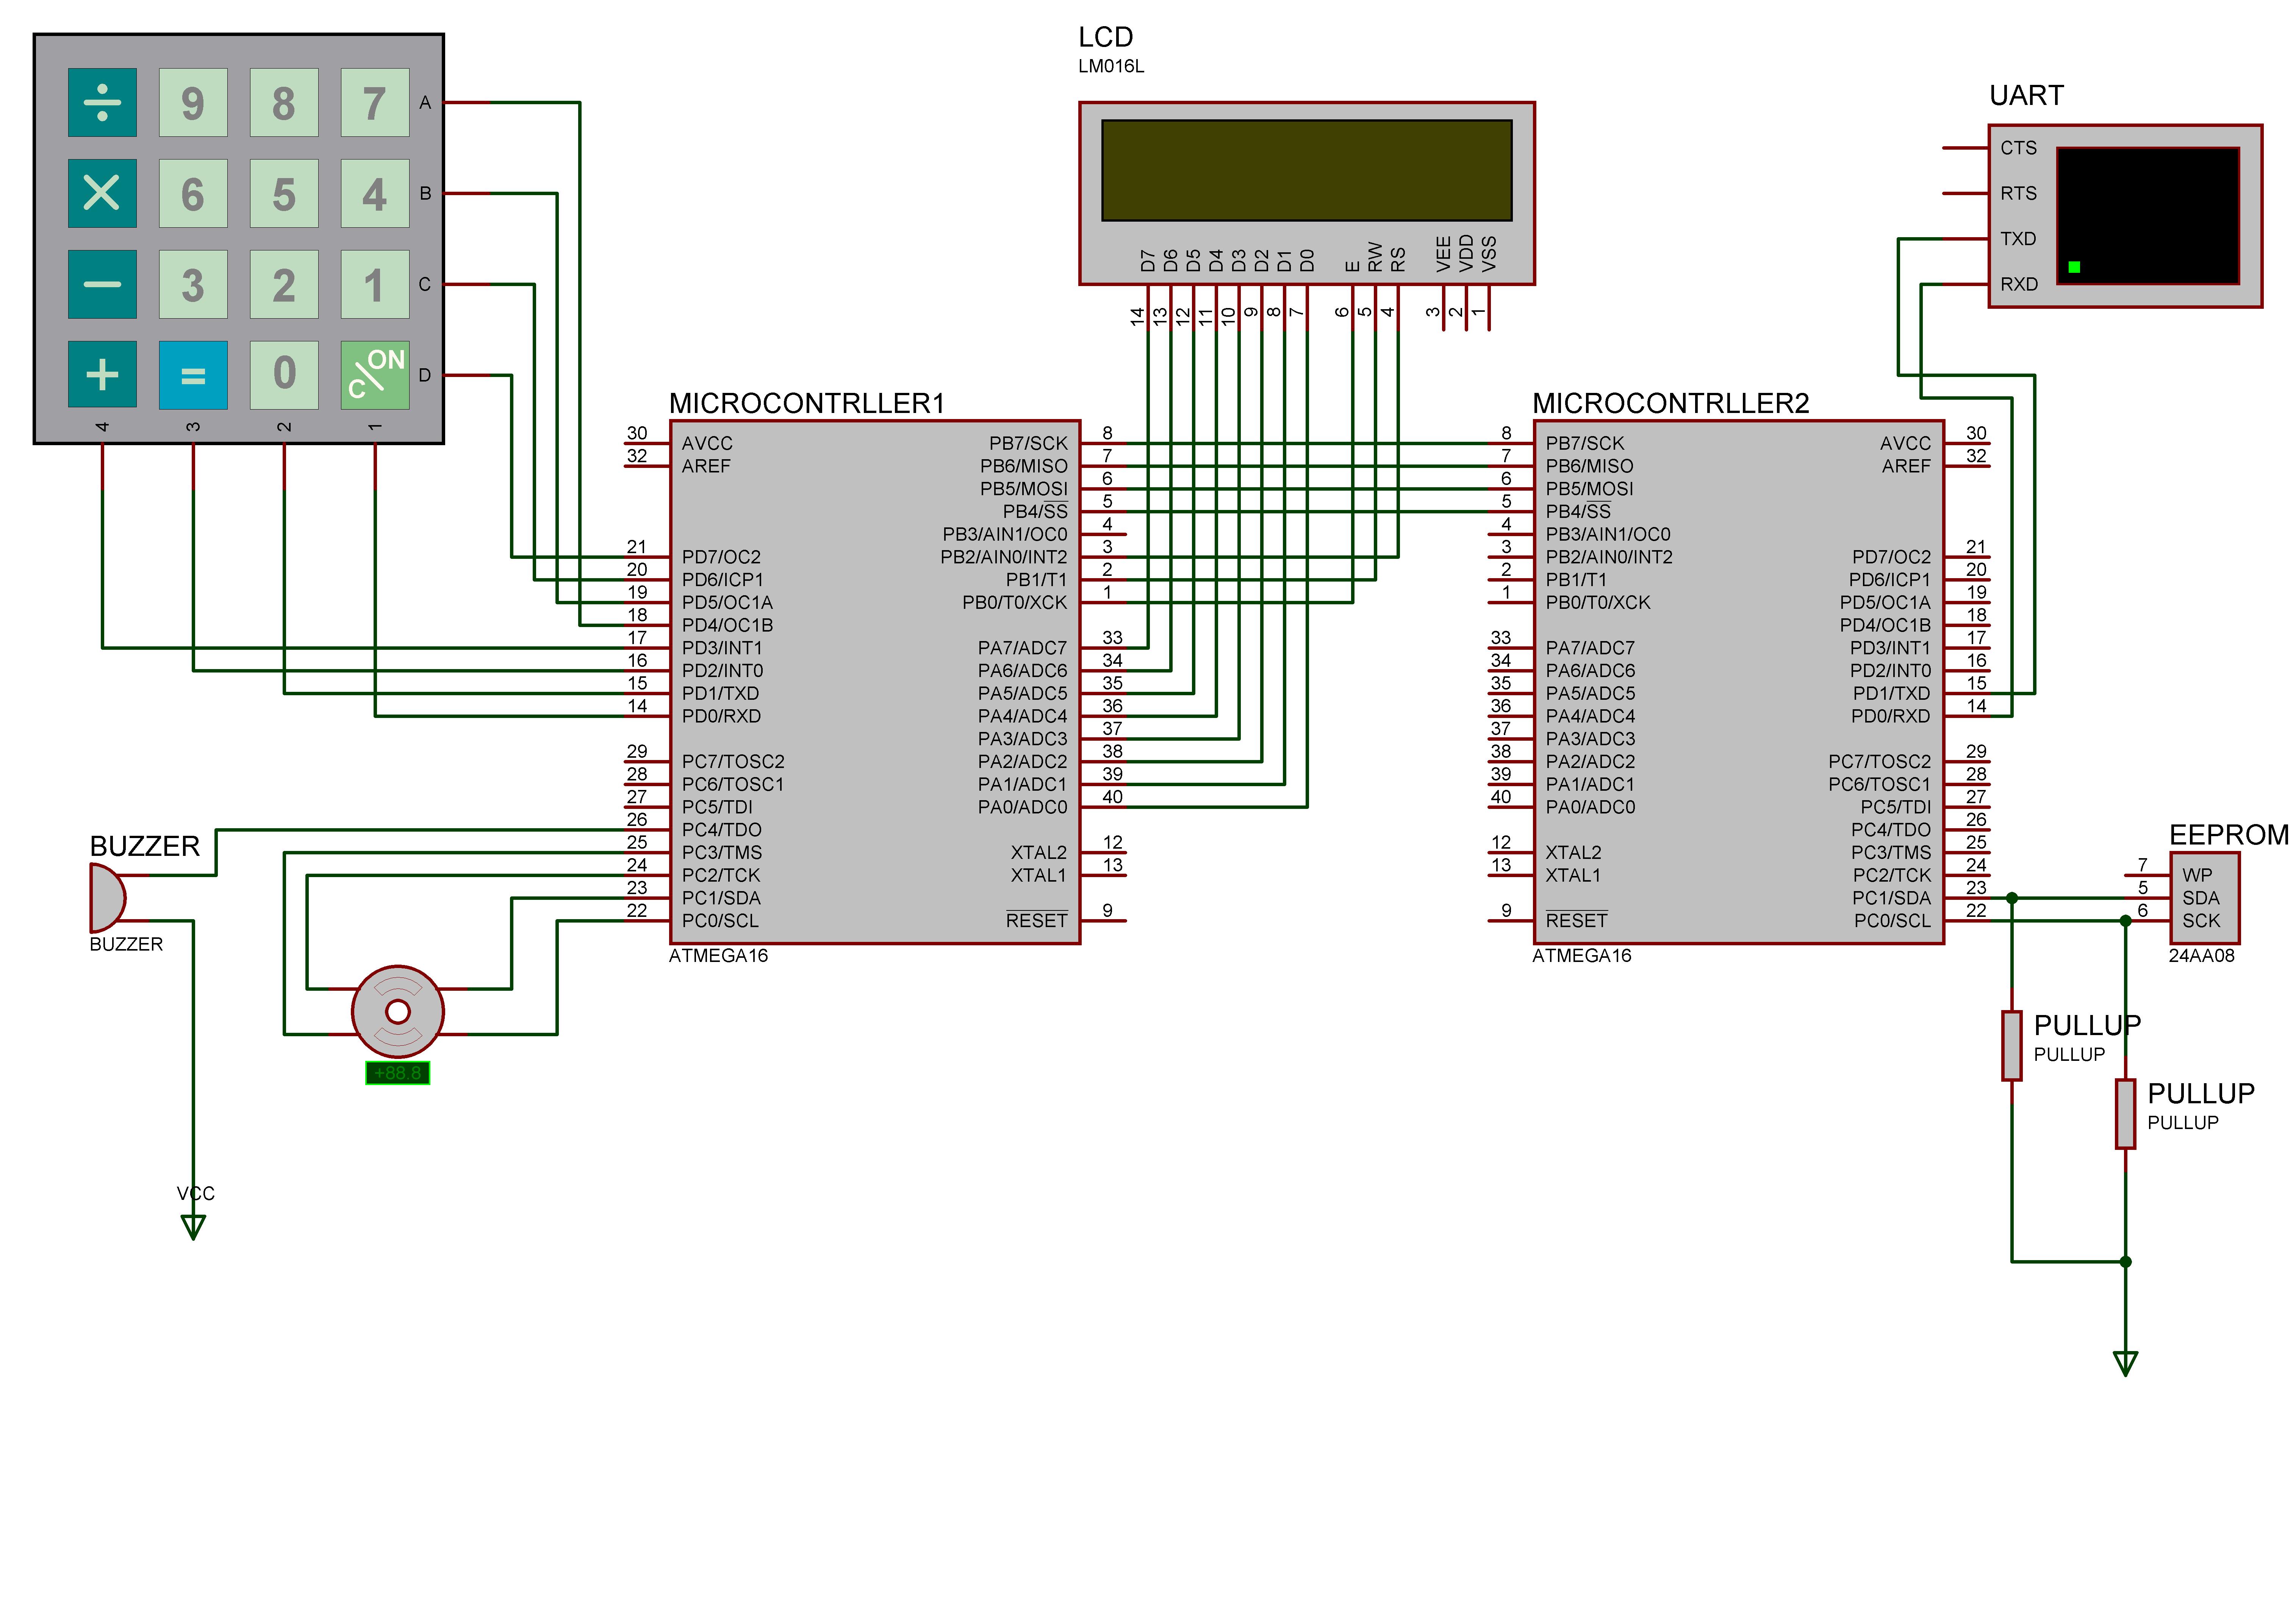 LCD
LM016L
UART
÷ 9 8 7 A
× 6 5 4 B
− 3 2 1 C
+ = 0 ON
C D
4 3 2 1
D7 D6 D5 D4 D3 D2 D1 D0 E RW RS VEE VDD VSS
14 13 12 11 10 9 8 7 6 5 4 3 2 1
CTS
RTS
TXD
RXD
MICROCONTRLLER1
30 AVCC PB7/SCK 8
32 AREF PB6/MISO 7
PB5/MOSI 6
PB4/SS 5
PB3/AIN1/OC0 4
21 PD7/OC2 PB2/AIN0/INT2 3
20 PD6/ICP1 PB1/T1 2
19 PD5/OC1A PB0/T0/XCK 1
18 PD4/OC1B
17 PD3/INT1 PA7/ADC7 33
16 PD2/INT0 PA6/ADC6 34
15 PD1/TXD PA5/ADC5 35
14 PD0/RXD PA4/ADC4 36
PA3/ADC3 37
29 PC7/TOSC2 PA2/ADC2 38
28 PC6/TOSC1 PA1/ADC1 39
27 PC5/TDI PA0/ADC0 40
26 PC4/TDO
25 PC3/TMS XTAL2 12
24 PC2/TCK XTAL1 13
23 PC1/SDA
22 PC0/SCL RESET 9
ATMEGA16
MICROCONTRLLER2
8 PB7/SCK AVCC 30
7 PB6/MISO AREF 32
6 PB5/MOSI
5 PB4/SS
4 PB3/AIN1/OC0
3 PB2/AIN0/INT2 PD7/OC2 21
2 PB1/T1 PD6/ICP1 20
1 PB0/T0/XCK PD5/OC1A 19
PD4/OC1B 18
33 PA7/ADC7 PD3/INT1 17
34 PA6/ADC6 PD2/INT0 16
35 PA5/ADC5 PD1/TXD 15
36 PA4/ADC4 PD0/RXD 14
37 PA3/ADC3
38 PA2/ADC2 PC7/TOSC2 29
39 PA1/ADC1 PC6/TOSC1 28
40 PA0/ADC0 PC5/TDI 27
PC4/TDO 26
12 XTAL2 PC3/TMS 25
13 XTAL1 PC2/TCK 24
PC1/SDA 23
9 RESET PC0/SCL 22
ATMEGA16
BUZZER
BUZZER
EEPROM
7 WP
5 SDA
6 SCK
24AA08
+88.8
PULLUP
PULLUP
PULLUP
PULLUP
VCC